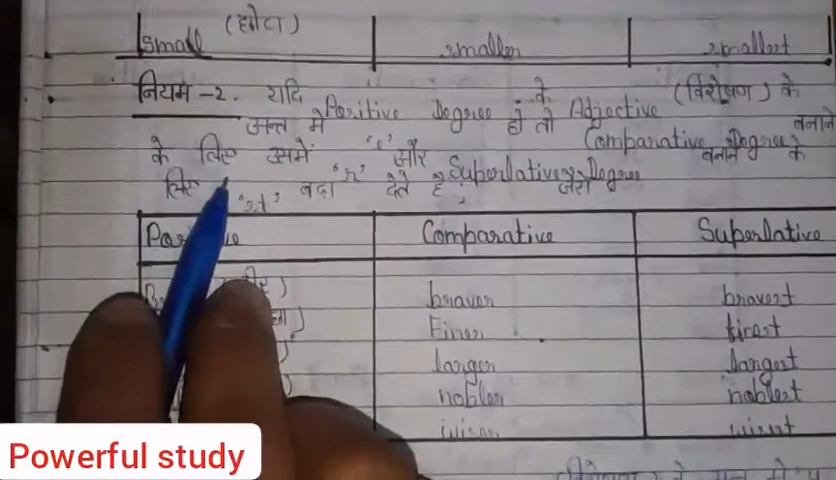 small (छोटा) smaller smallest
नियम-2. यदि Positive Degree के Adjective (विशेषण) के
अन्त में 'e' हो तो Comparative Degree बनाने
के लिए उसमें 'r' और Superlative Degree बनाने के
लिए 'st' बढ़ा देते हैं; जैसे
Comparative Superlative
braver bravest
Finer finest
larger largest
nobler noblest
wiser wisest
Powerful study